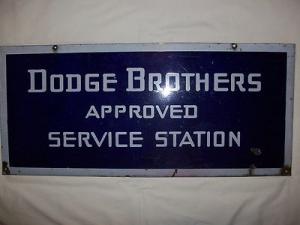 DODGE BROTHERS
APPROVED
SERVICE STATION